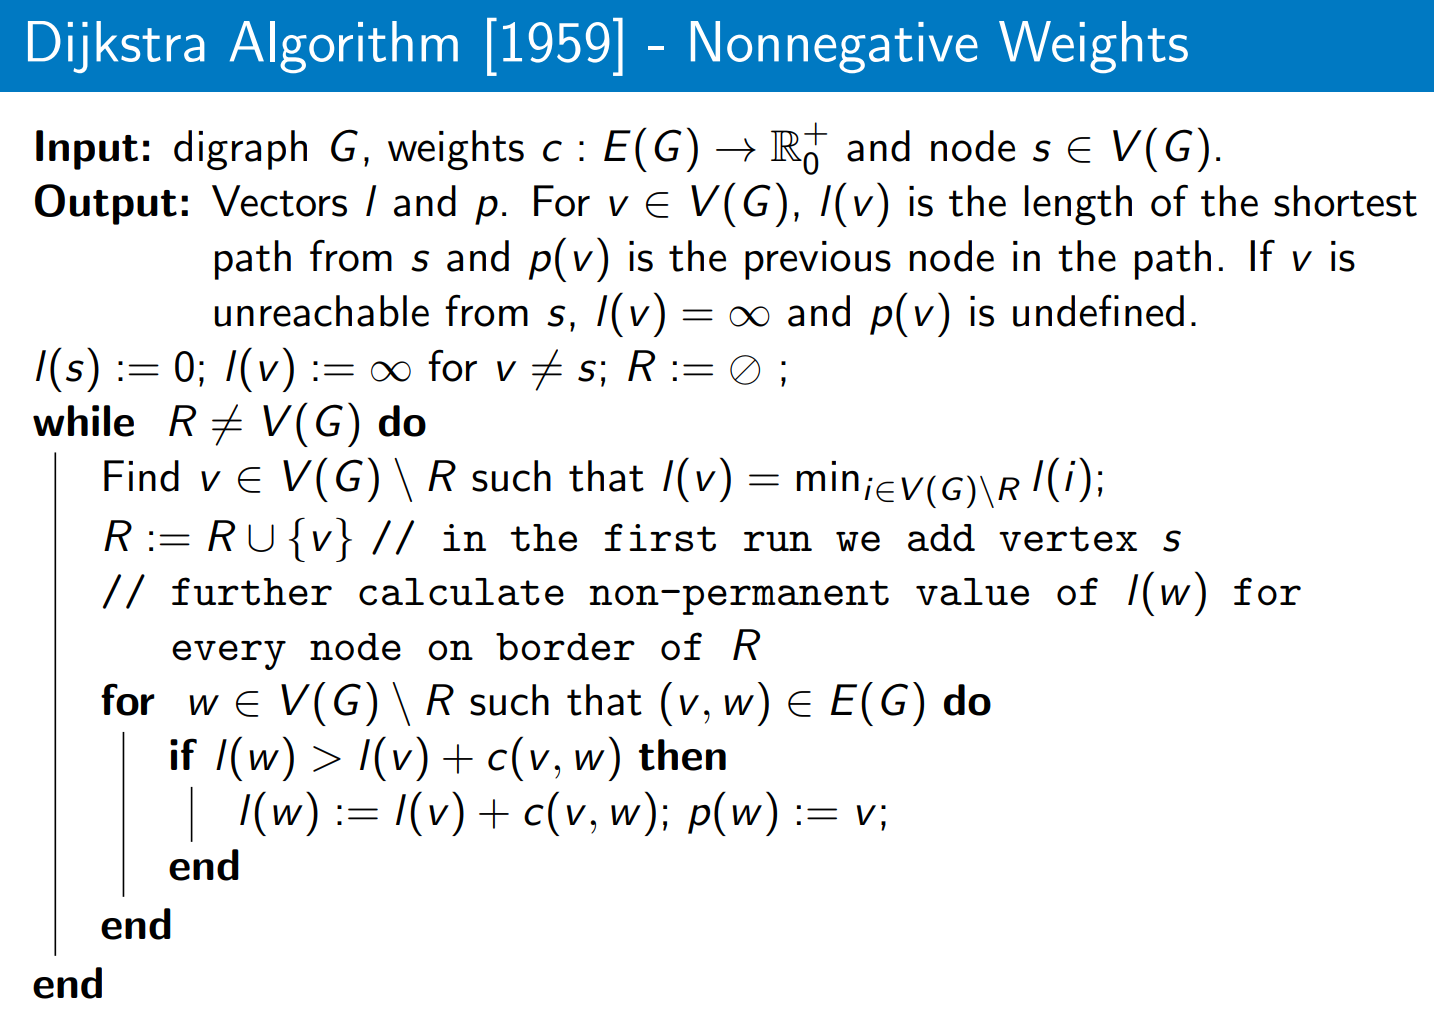 Dijkstra Algorithm [1959] - Nonnegative Weights
Input: digraph G, weights c : E(G) → ℝ₀⁺ and node s ∈ V(G).
Output: Vectors l and p. For v ∈ V(G), l(v) is the length of the shortest
path from s and p(v) is the previous node in the path. If v is
unreachable from s, l(v) = ∞ and p(v) is undefined.
l(s) := 0; l(v) := ∞ for v ≠ s; R := ∅ ;
while R ≠ V(G) do
Find v ∈ V(G) \ R such that l(v) = min_{i∈V(G)\R} l(i);
R := R ∪ {v} // in the first run we add vertex s
// further calculate non-permanent value of l(w) for
every node on border of R
for w ∈ V(G) \ R such that (v, w) ∈ E(G) do
if l(w) > l(v) + c(v, w) then
l(w) := l(v) + c(v, w); p(w) := v;
end
end
end